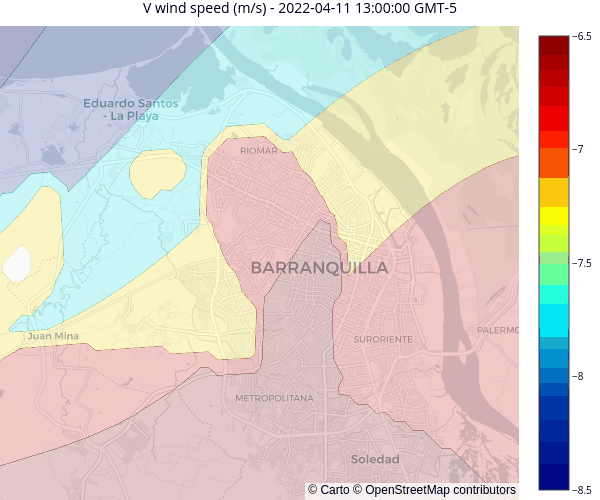 V wind speed (m/s) - 2022-04-11 13:00:00 GMT-5
−6.5
Eduardo Santos
- La Playa
RIOMAR
−7
−7.5
BARRANQUILLA
Juan Mina
SURORIENTE
PALERMO
−8
METROPOLITANA
Soledad
© Carto © OpenStreetMap contributors
−8.5